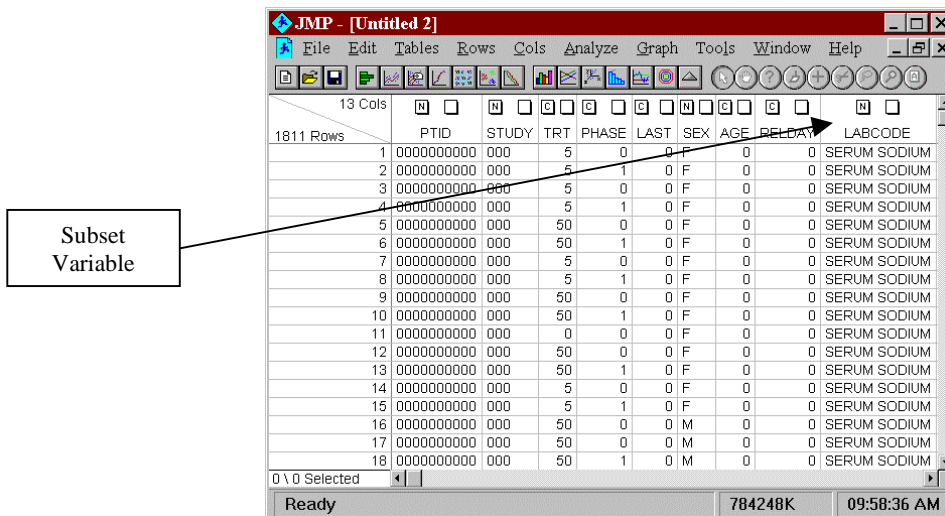 JMP - [Untitled 2]
File Edit Tables Rows Cols Analyze Graph Tools Window Help
13 Cols N N C C C N C C N
1811 Rows PTID STUDY TRT PHASE LAST SEX AGE RELDAY LABCODE
1 0000000000 000 5 0 0 F 0 0 SERUM SODIUM
2 0000000000 000 5 1 0 F 0 0 SERUM SODIUM
3 0000000000 000 5 0 0 F 0 0 SERUM SODIUM
4 0000000000 000 5 1 0 F 0 0 SERUM SODIUM
5 0000000000 000 50 0 0 F 0 0 SERUM SODIUM
6 0000000000 000 50 1 0 F 0 0 SERUM SODIUM
7 0000000000 000 5 0 0 F 0 0 SERUM SODIUM
8 0000000000 000 5 1 0 F 0 0 SERUM SODIUM
9 0000000000 000 50 0 0 F 0 0 SERUM SODIUM
10 0000000000 000 50 1 0 F 0 0 SERUM SODIUM
11 0000000000 000 0 0 0 F 0 0 SERUM SODIUM
12 0000000000 000 50 0 0 F 0 0 SERUM SODIUM
13 0000000000 000 50 1 0 F 0 0 SERUM SODIUM
14 0000000000 000 5 0 0 F 0 0 SERUM SODIUM
15 0000000000 000 5 1 0 F 0 0 SERUM SODIUM
16 0000000000 000 50 0 0 M 0 0 SERUM SODIUM
17 0000000000 000 50 0 0 M 0 0 SERUM SODIUM
18 0000000000 000 50 1 0 M 0 0 SERUM SODIUM
0 \ 0 Selected
Ready 784248K 09:58:36 AM
Subset
Variable